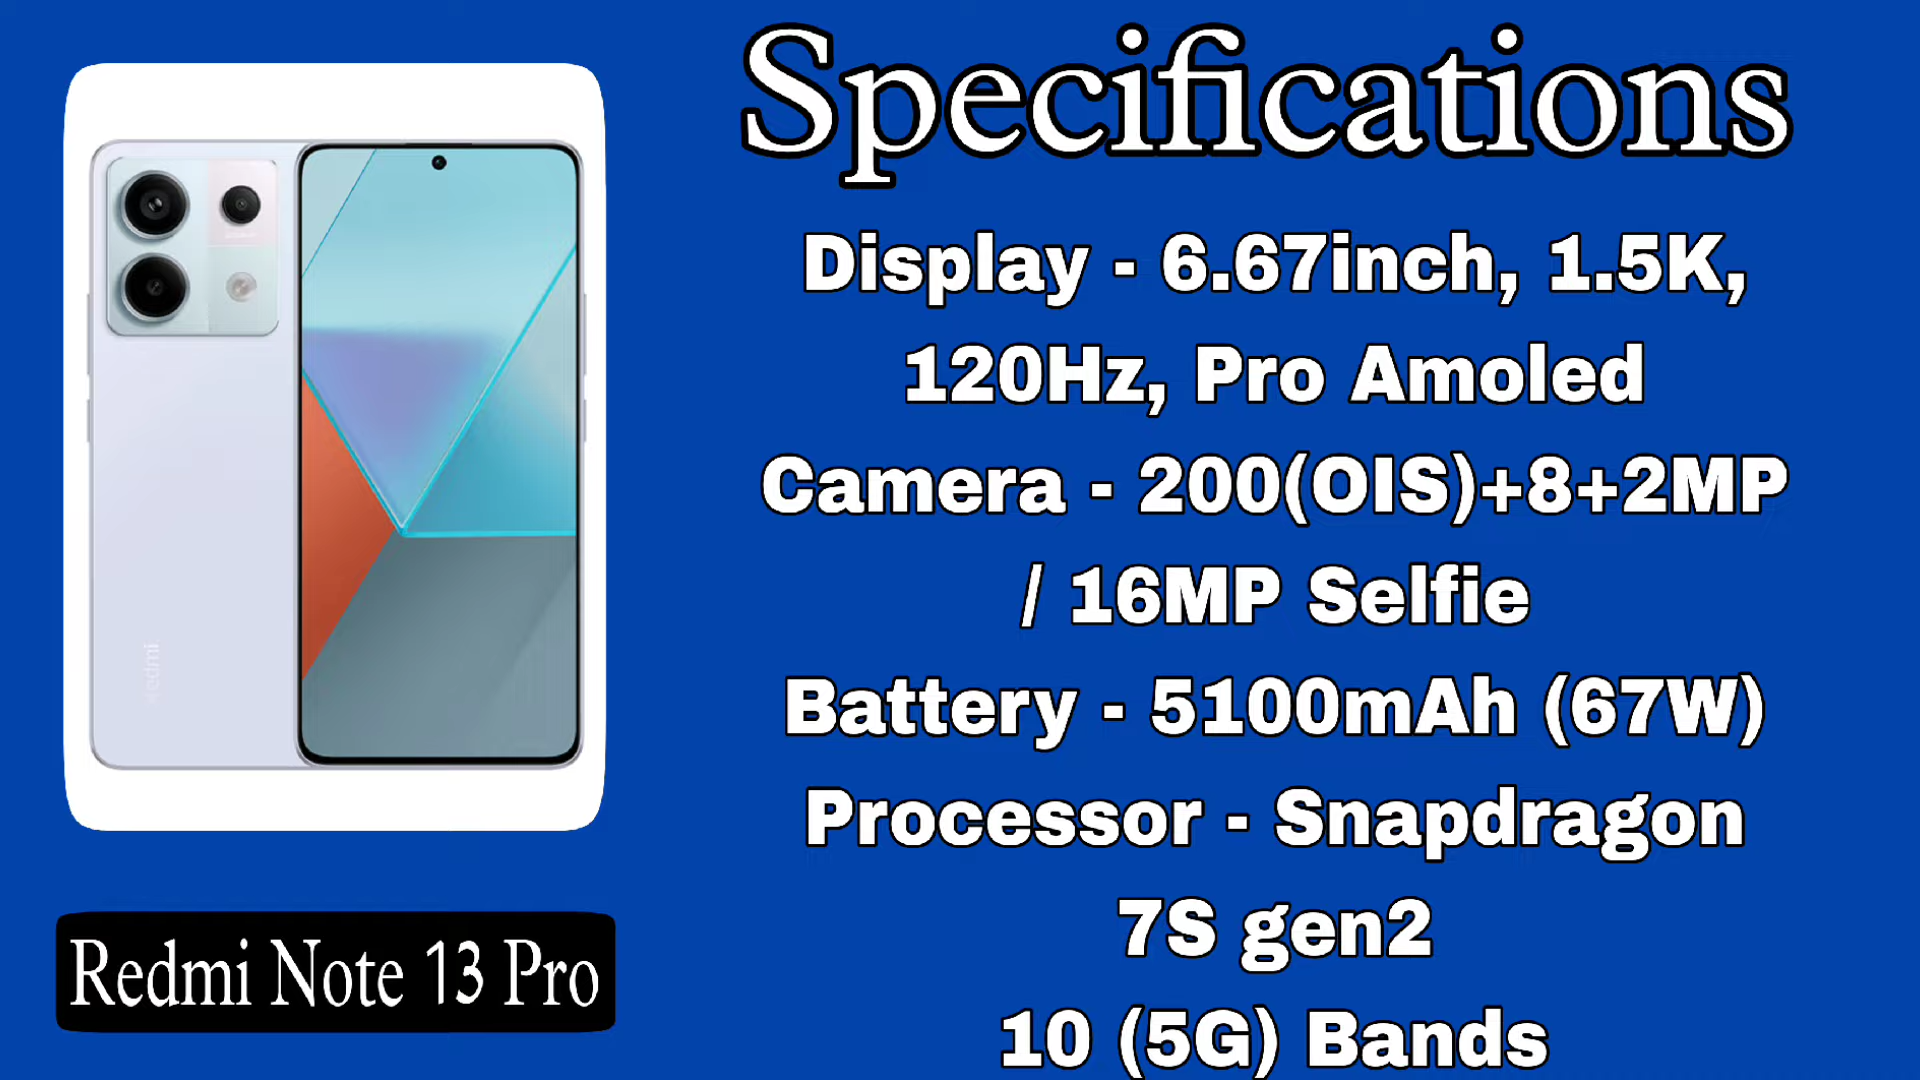 Specifications
Display - 6.67inch, 1.5K,
120Hz, Pro Amoled
Camera - 200(OIS)+8+2MP
/ 16MP Selfie
Battery - 5100mAh (67W)
Processor - Snapdragon
7S gen2
10 (5G) Bands
Redmi
Redmi Note 13 Pro